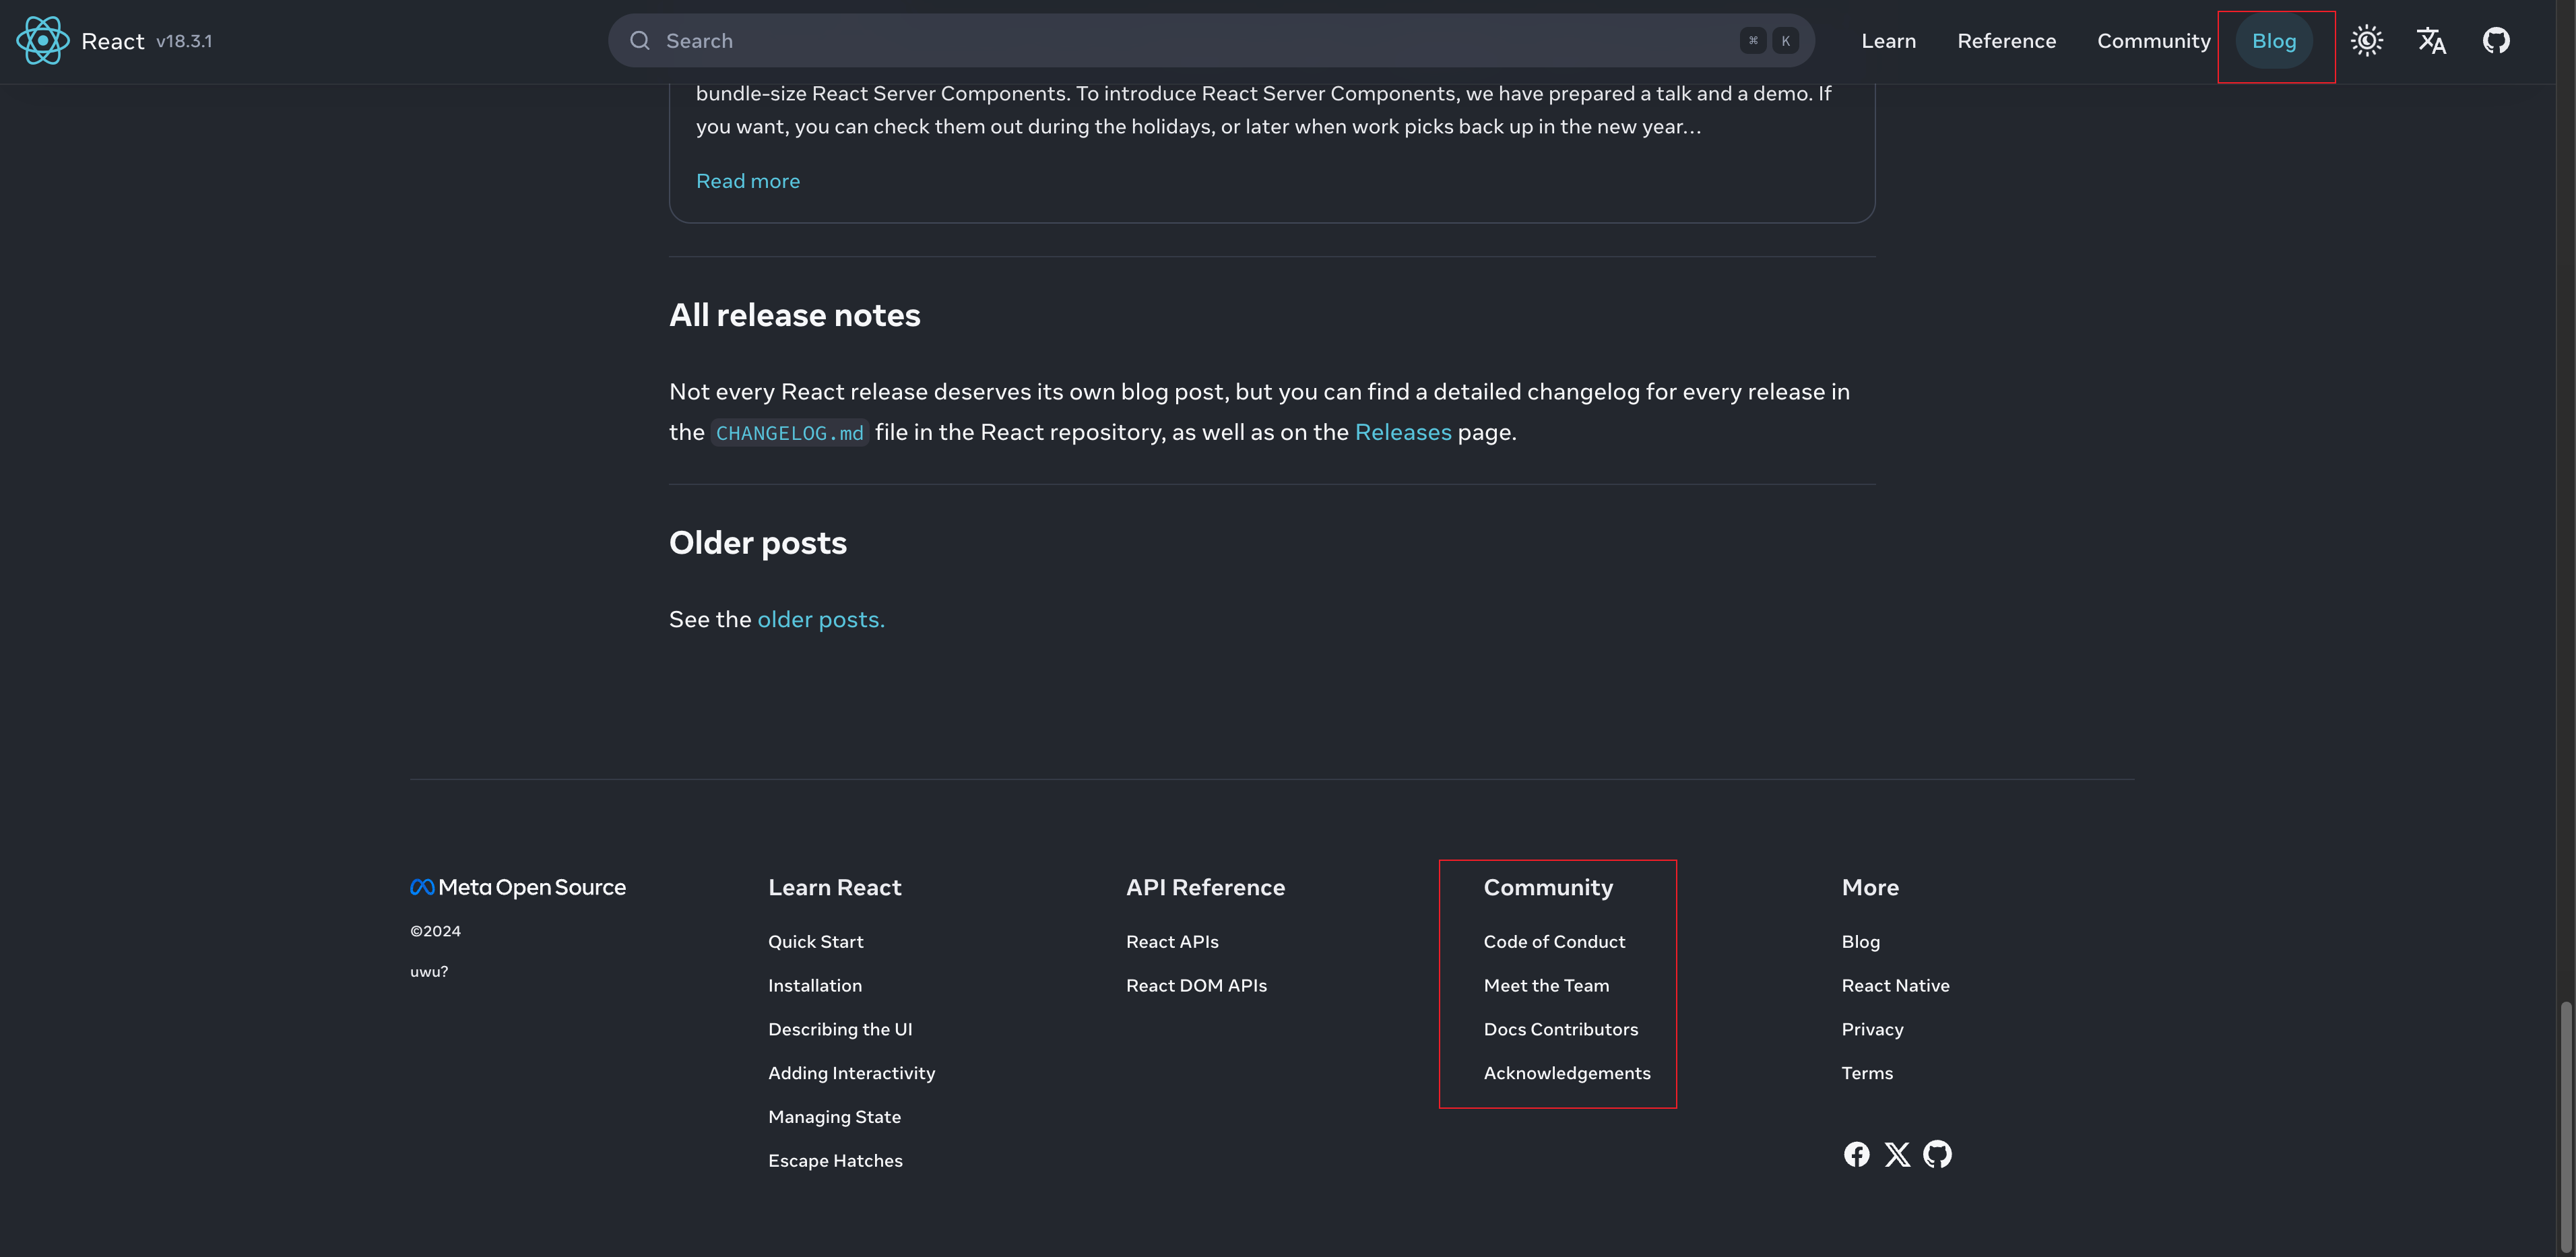 React v18.3.1
Search
⌘ K
Learn Reference Community Blog
bundle-size React Server Components. To introduce React Server Components, we have prepared a talk and a demo. If
you want, you can check them out during the holidays, or later when work picks back up in the new year…
Read more
All release notes
Not every React release deserves its own blog post, but you can find a detailed changelog for every release in
the CHANGELOG.md file in the React repository, as well as on the Releases page.
Older posts
See the older posts.
Meta Open Source
©2024
uwu?
Learn React
Quick Start
Installation
Describing the UI
Adding Interactivity
Managing State
Escape Hatches
API Reference
React APIs
React DOM APIs
Community
Code of Conduct
Meet the Team
Docs Contributors
Acknowledgements
More
Blog
React Native
Privacy
Terms